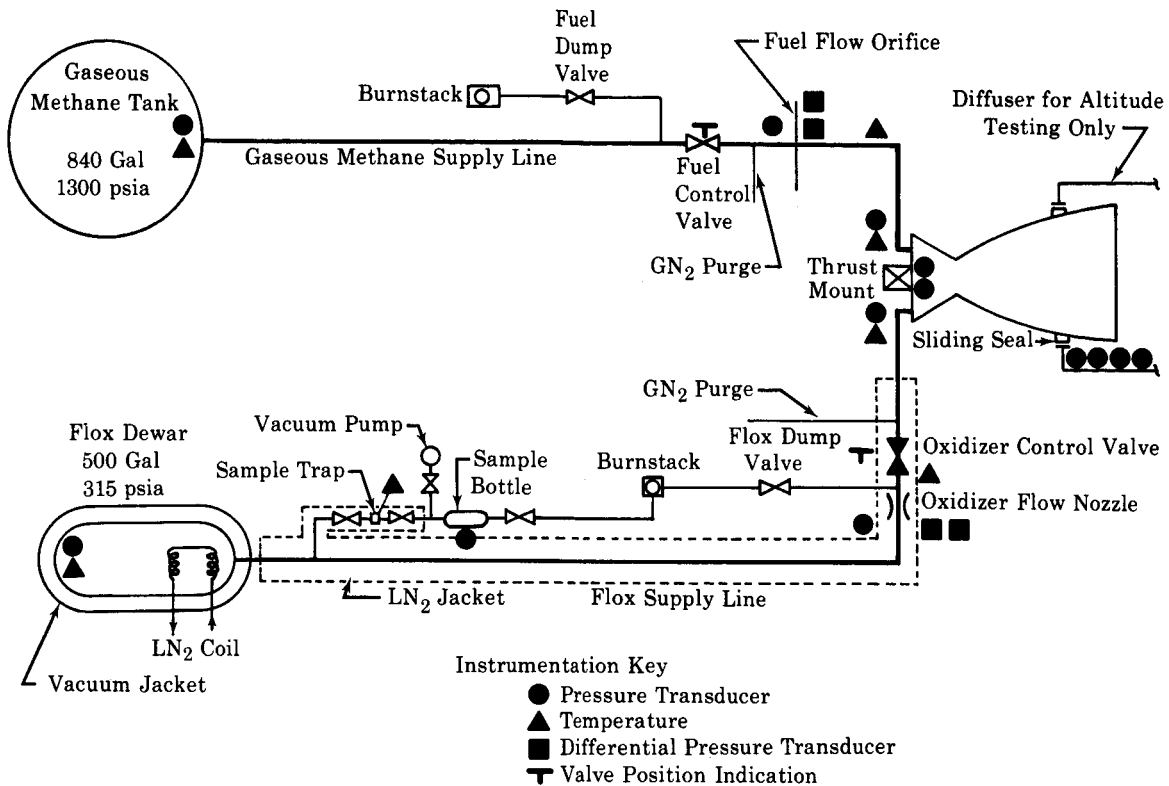 Gaseous
Methane Tank
840 Gal
1300 psia
Burnstack
Fuel
Dump
Valve
Fuel Flow Orifice
Diffuser for Altitude
Testing Only
Gaseous Methane Supply Line
Fuel
Control
Valve
GN2 Purge
Thrust
Mount
Sliding Seal
GN2 Purge
Flox Dewar
500 Gal
315 psia
Vacuum Pump
Sample Trap
Sample
Bottle
Burnstack
Flox Dump
Valve
Oxidizer Control Valve
Oxidizer Flow Nozzle
LN2 Jacket
Flox Supply Line
LN2 Coil
Vacuum Jacket
Instrumentation Key
Pressure Transducer
Temperature
Differential Pressure Transducer
Valve Position Indication